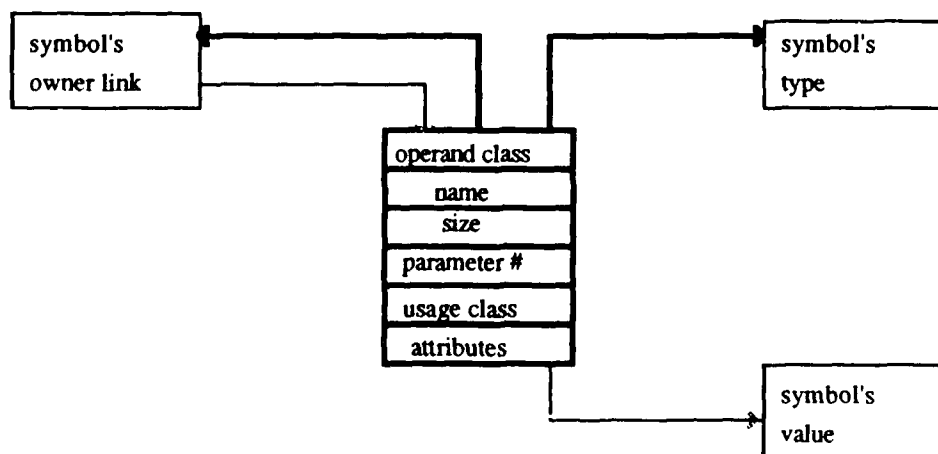 symbol's
owner link
symbol's
type
operand class
name
size
parameter #
usage class
attributes
symbol's
value